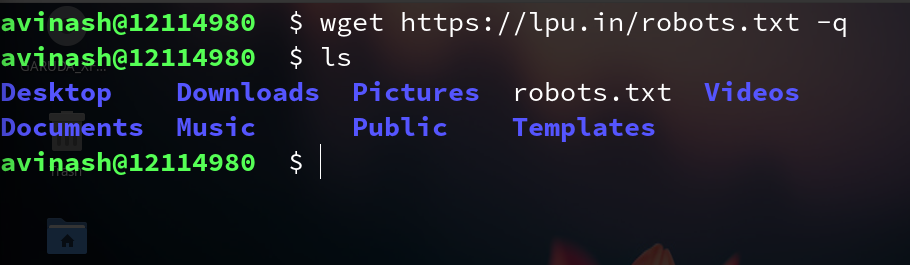 avinash@12114980 $ wget https://lpu.in/robots.txt -q
avinash@12114980 $ ls
Desktop Downloads Pictures robots.txt Videos
Documents Music Public Templates
avinash@12114980 $
Trash